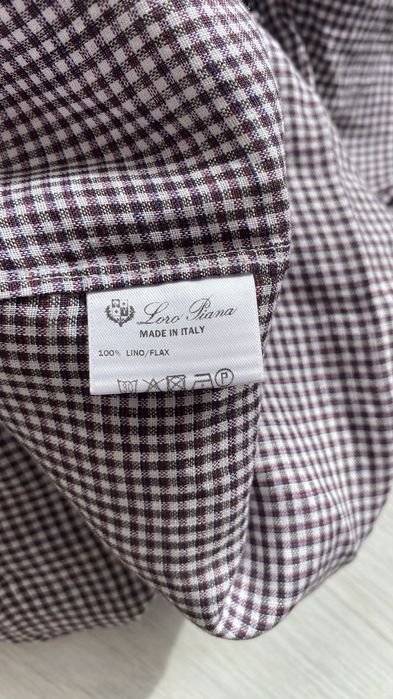 Loro Piana
MADE IN ITALY
100% LINO/FLAX
P